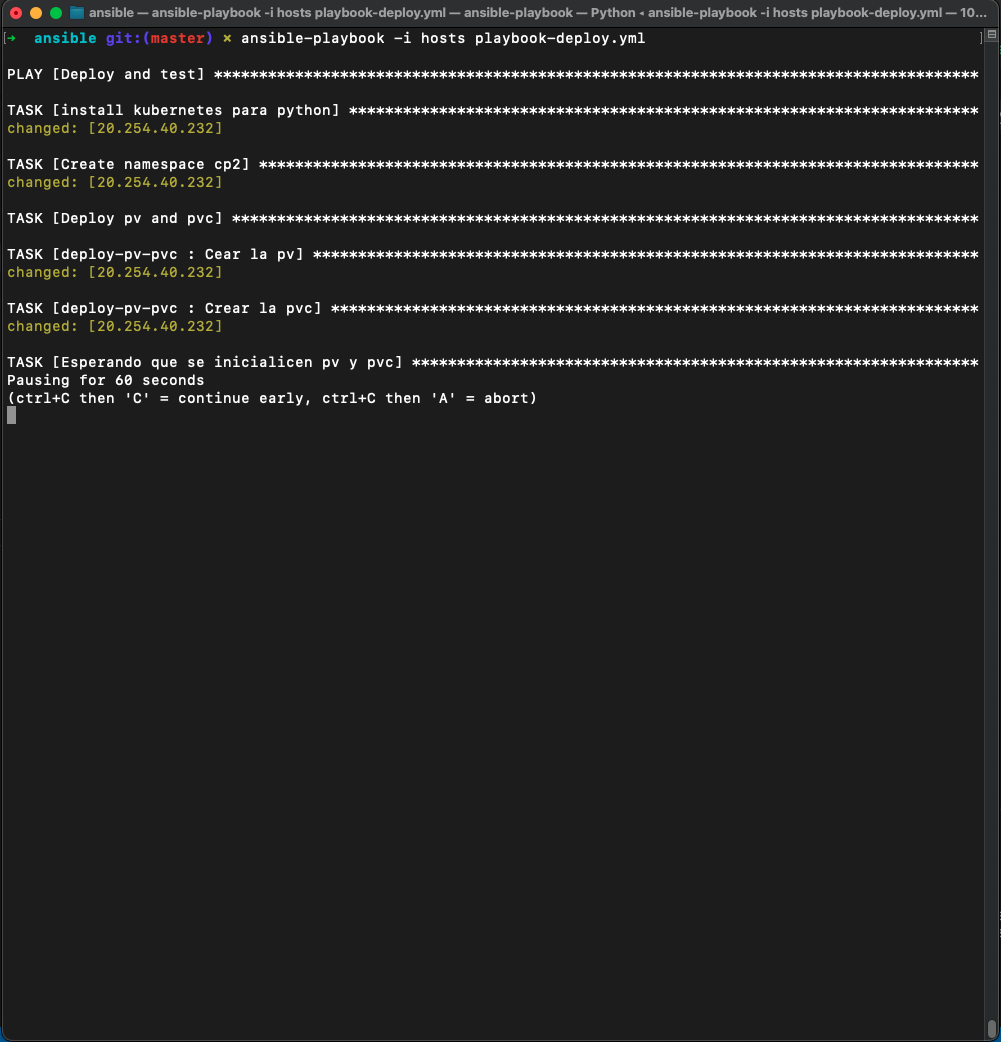 ansible — ansible-playbook -i hosts playbook-deploy.yml — ansible-playbook — Python ◂ ansible-playbook -i hosts playbook-deploy.yml — 10...
[➜  ansible git:(master) ✗ ansible-playbook -i hosts playbook-deploy.yml ]
PLAY [Deploy and test] *************************************************************************************
TASK [install kubernetes para python] **********************************************************************
changed: [20.254.40.232]
TASK [Create namespace cp2] ********************************************************************************
changed: [20.254.40.232]
TASK [Deploy pv and pvc] ***********************************************************************************
TASK [deploy-pv-pvc : Cear la pv] **************************************************************************
changed: [20.254.40.232]
TASK [deploy-pv-pvc : Crear la pvc] ************************************************************************
changed: [20.254.40.232]
TASK [Esperando que se inicialicen pv y pvc] ***************************************************************
Pausing for 60 seconds
(ctrl+C then 'C' = continue early, ctrl+C then 'A' = abort)